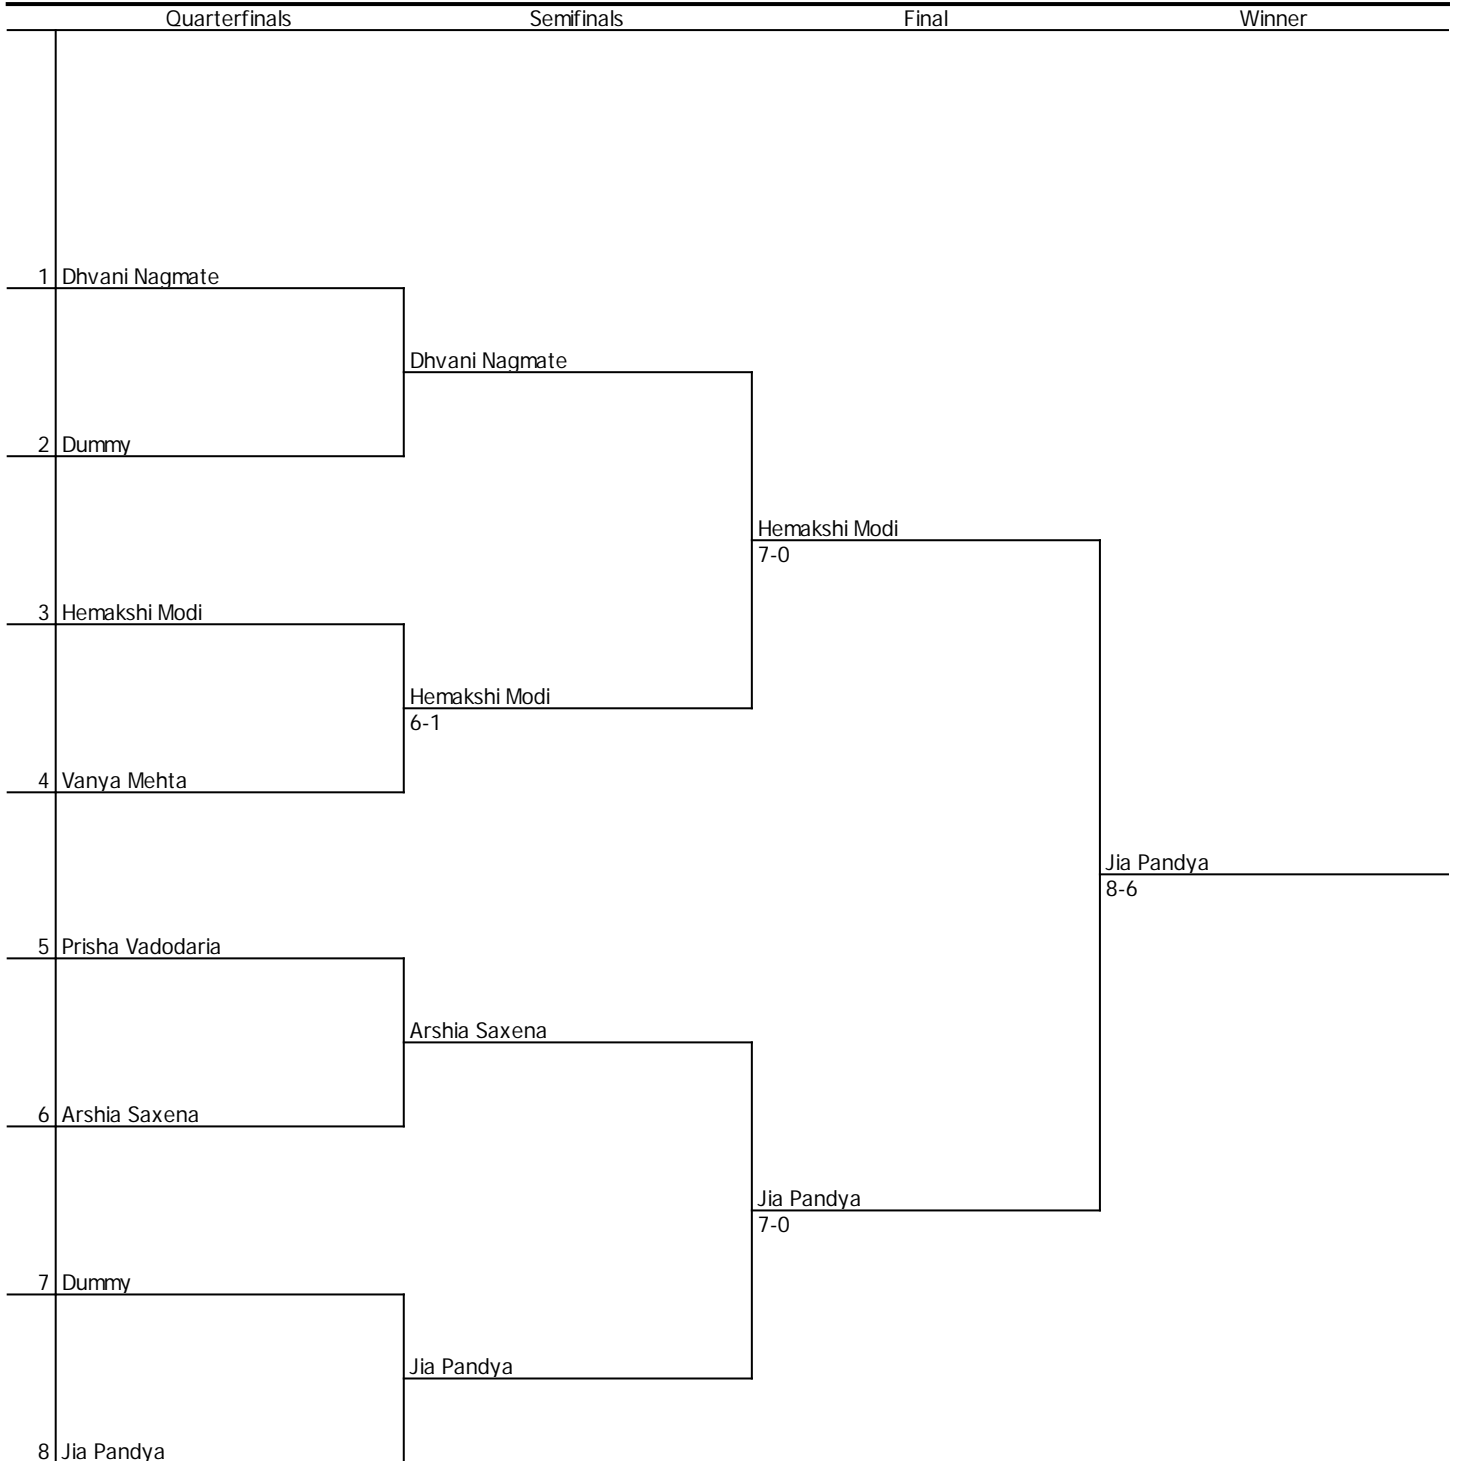 Quarterfinals Semifinals Final Winner
1 Dhvani Nagmate
Dhvani Nagmate
2 Dummy
Hemakshi Modi
7-0
3 Hemakshi Modi
Hemakshi Modi
6-1
4 Vanya Mehta
Jia Pandya
8-6
5 Prisha Vadodaria
Arshia Saxena
6 Arshia Saxena
Jia Pandya
7-0
7 Dummy
Jia Pandya
8 Jia Pandya